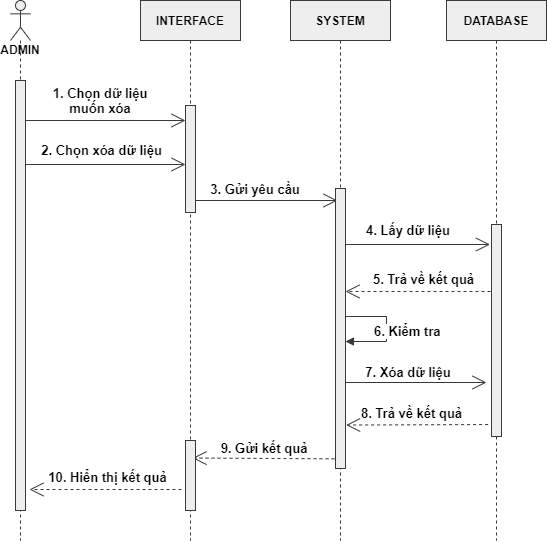 INTERFACE
SYSTEM
DATABASE
ADMIN
1. Chọn dữ liệu
muốn xóa
2. Chọn xóa dữ liệu
3. Gửi yêu cầu
4. Lấy dữ liệu
5. Trả về kết quả
6. Kiểm tra
7. Xóa dữ liệu
8. Trả về kết quả
9. Gửi kết quả
10. Hiển thị kết quả